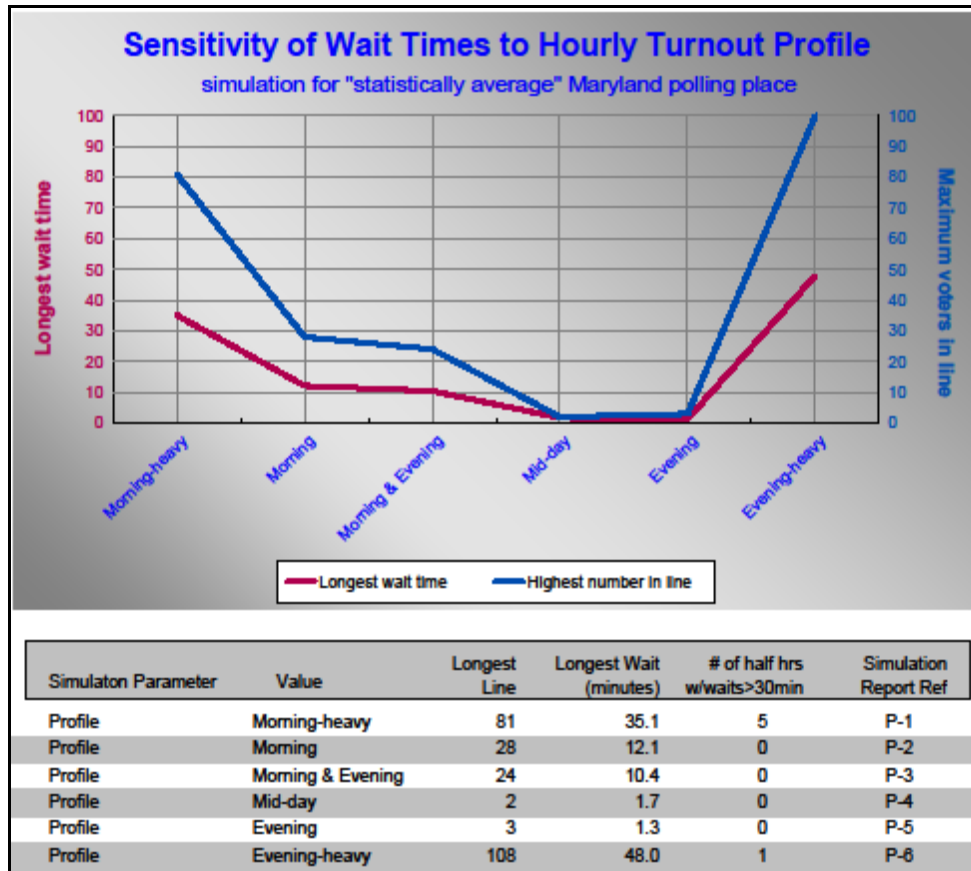 Sensitivity of Wait Times to Hourly Turnout Profile
simulation for "statistically average" Maryland polling place
Longest wait time
100
90
80
70
60
50
40
30
20
10
0
100
90
80
70
60
50
40
30
20
10
0
Maximum voters in line
Morning-heavy
Morning
Morning & Evening
Mid-day
Evening
Evening-heavy
Longest wait time Highest number in line
Simulaton Parameter Value Longest Line Longest Wait (minutes) # of half hrs w/waits>30min Simulation Report Ref
Profile Morning-heavy 81 35.1 5 P-1
Profile Morning 28 12.1 0 P-2
Profile Morning & Evening 24 10.4 0 P-3
Profile Mid-day 2 1.7 0 P-4
Profile Evening 3 1.3 0 P-5
Profile Evening-heavy 108 48.0 1 P-6